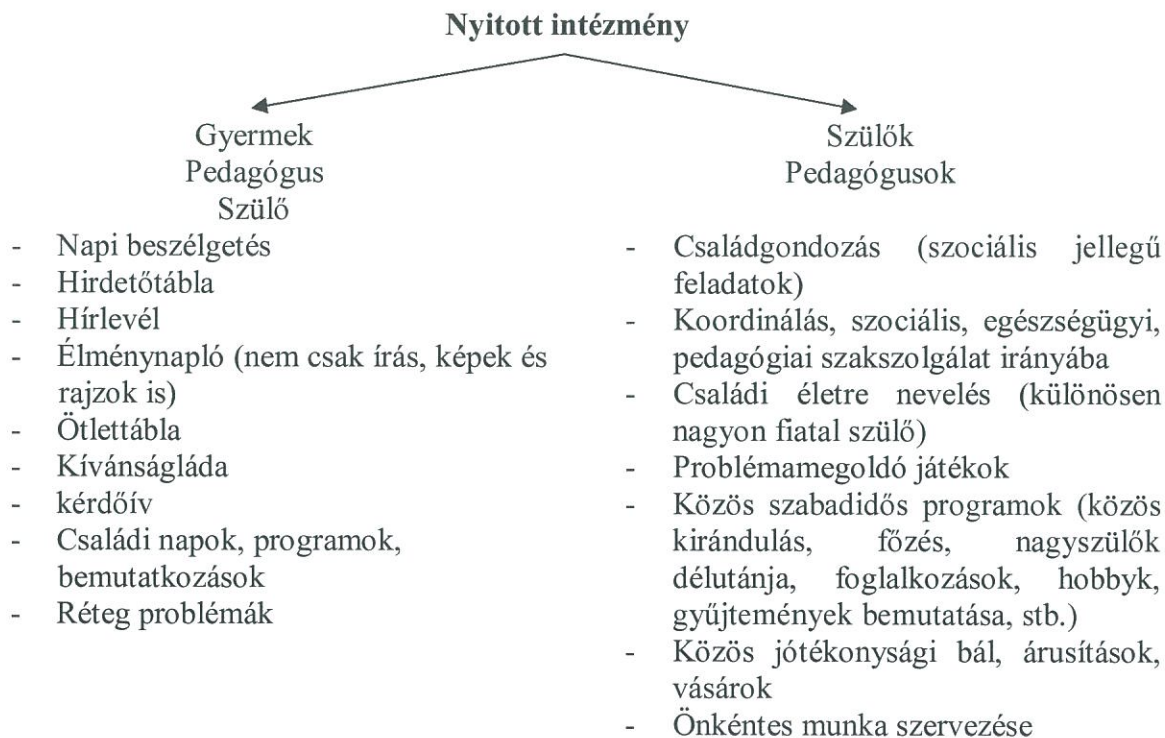 Nyitott intézmény
Gyermek
Pedagógus
Szülő
- Napi beszélgetés
- Hirdetőtábla
- Hírlevél
- Élménynapló (nem csak írás, képek és
rajzok is)
- Ötlettábla
- Kívánságláda
- kérdőív
- Családi napok, programok,
bemutatkozások
- Réteg problémák
Szülők
Pedagógusok
- Családgondozás (szociális jellegű
feladatok)
- Koordinálás, szociális, egészségügyi,
pedagógiai szakszolgálat irányába
- Családi életre nevelés (különösen
nagyon fiatal szülő)
- Problémamegoldó játékok
- Közös szabadidős programok (közös
kirándulás, főzés, nagyszülők
délutánja, foglalkozások, hobbyk,
gyűjtemények bemutatása, stb.)
- Közös jótékonysági bál, árusítások,
vásárok
- Önkéntes munka szervezése